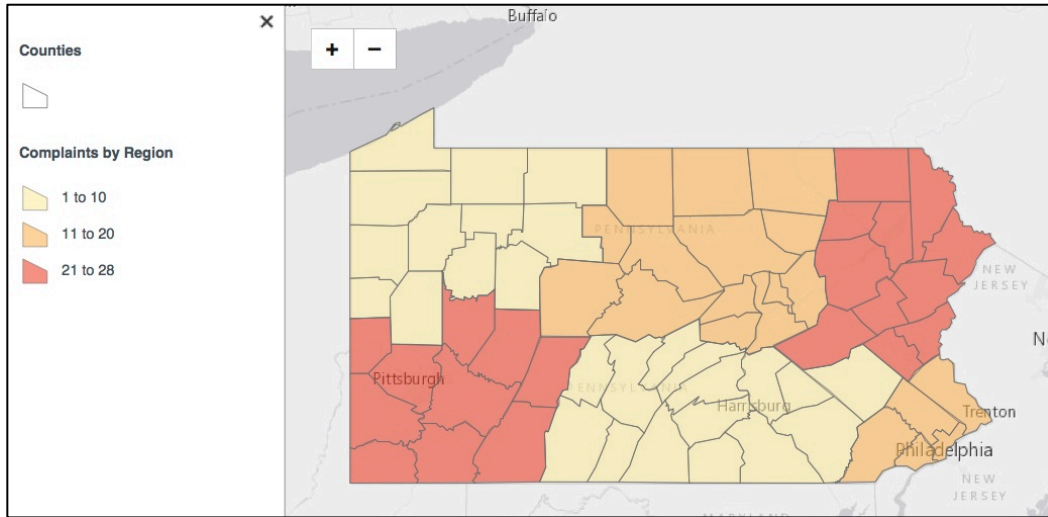 ×
Counties
Complaints by Region
1 to 10
11 to 20
21 to 28
+ −
Buffalo
PENNSYLVANIA
NEW
JERSEY
Pittsburgh
PENNSYLVANIA
Harrisburg
Trenton
Philadelphia
NEW
JERSEY
MARYLAND